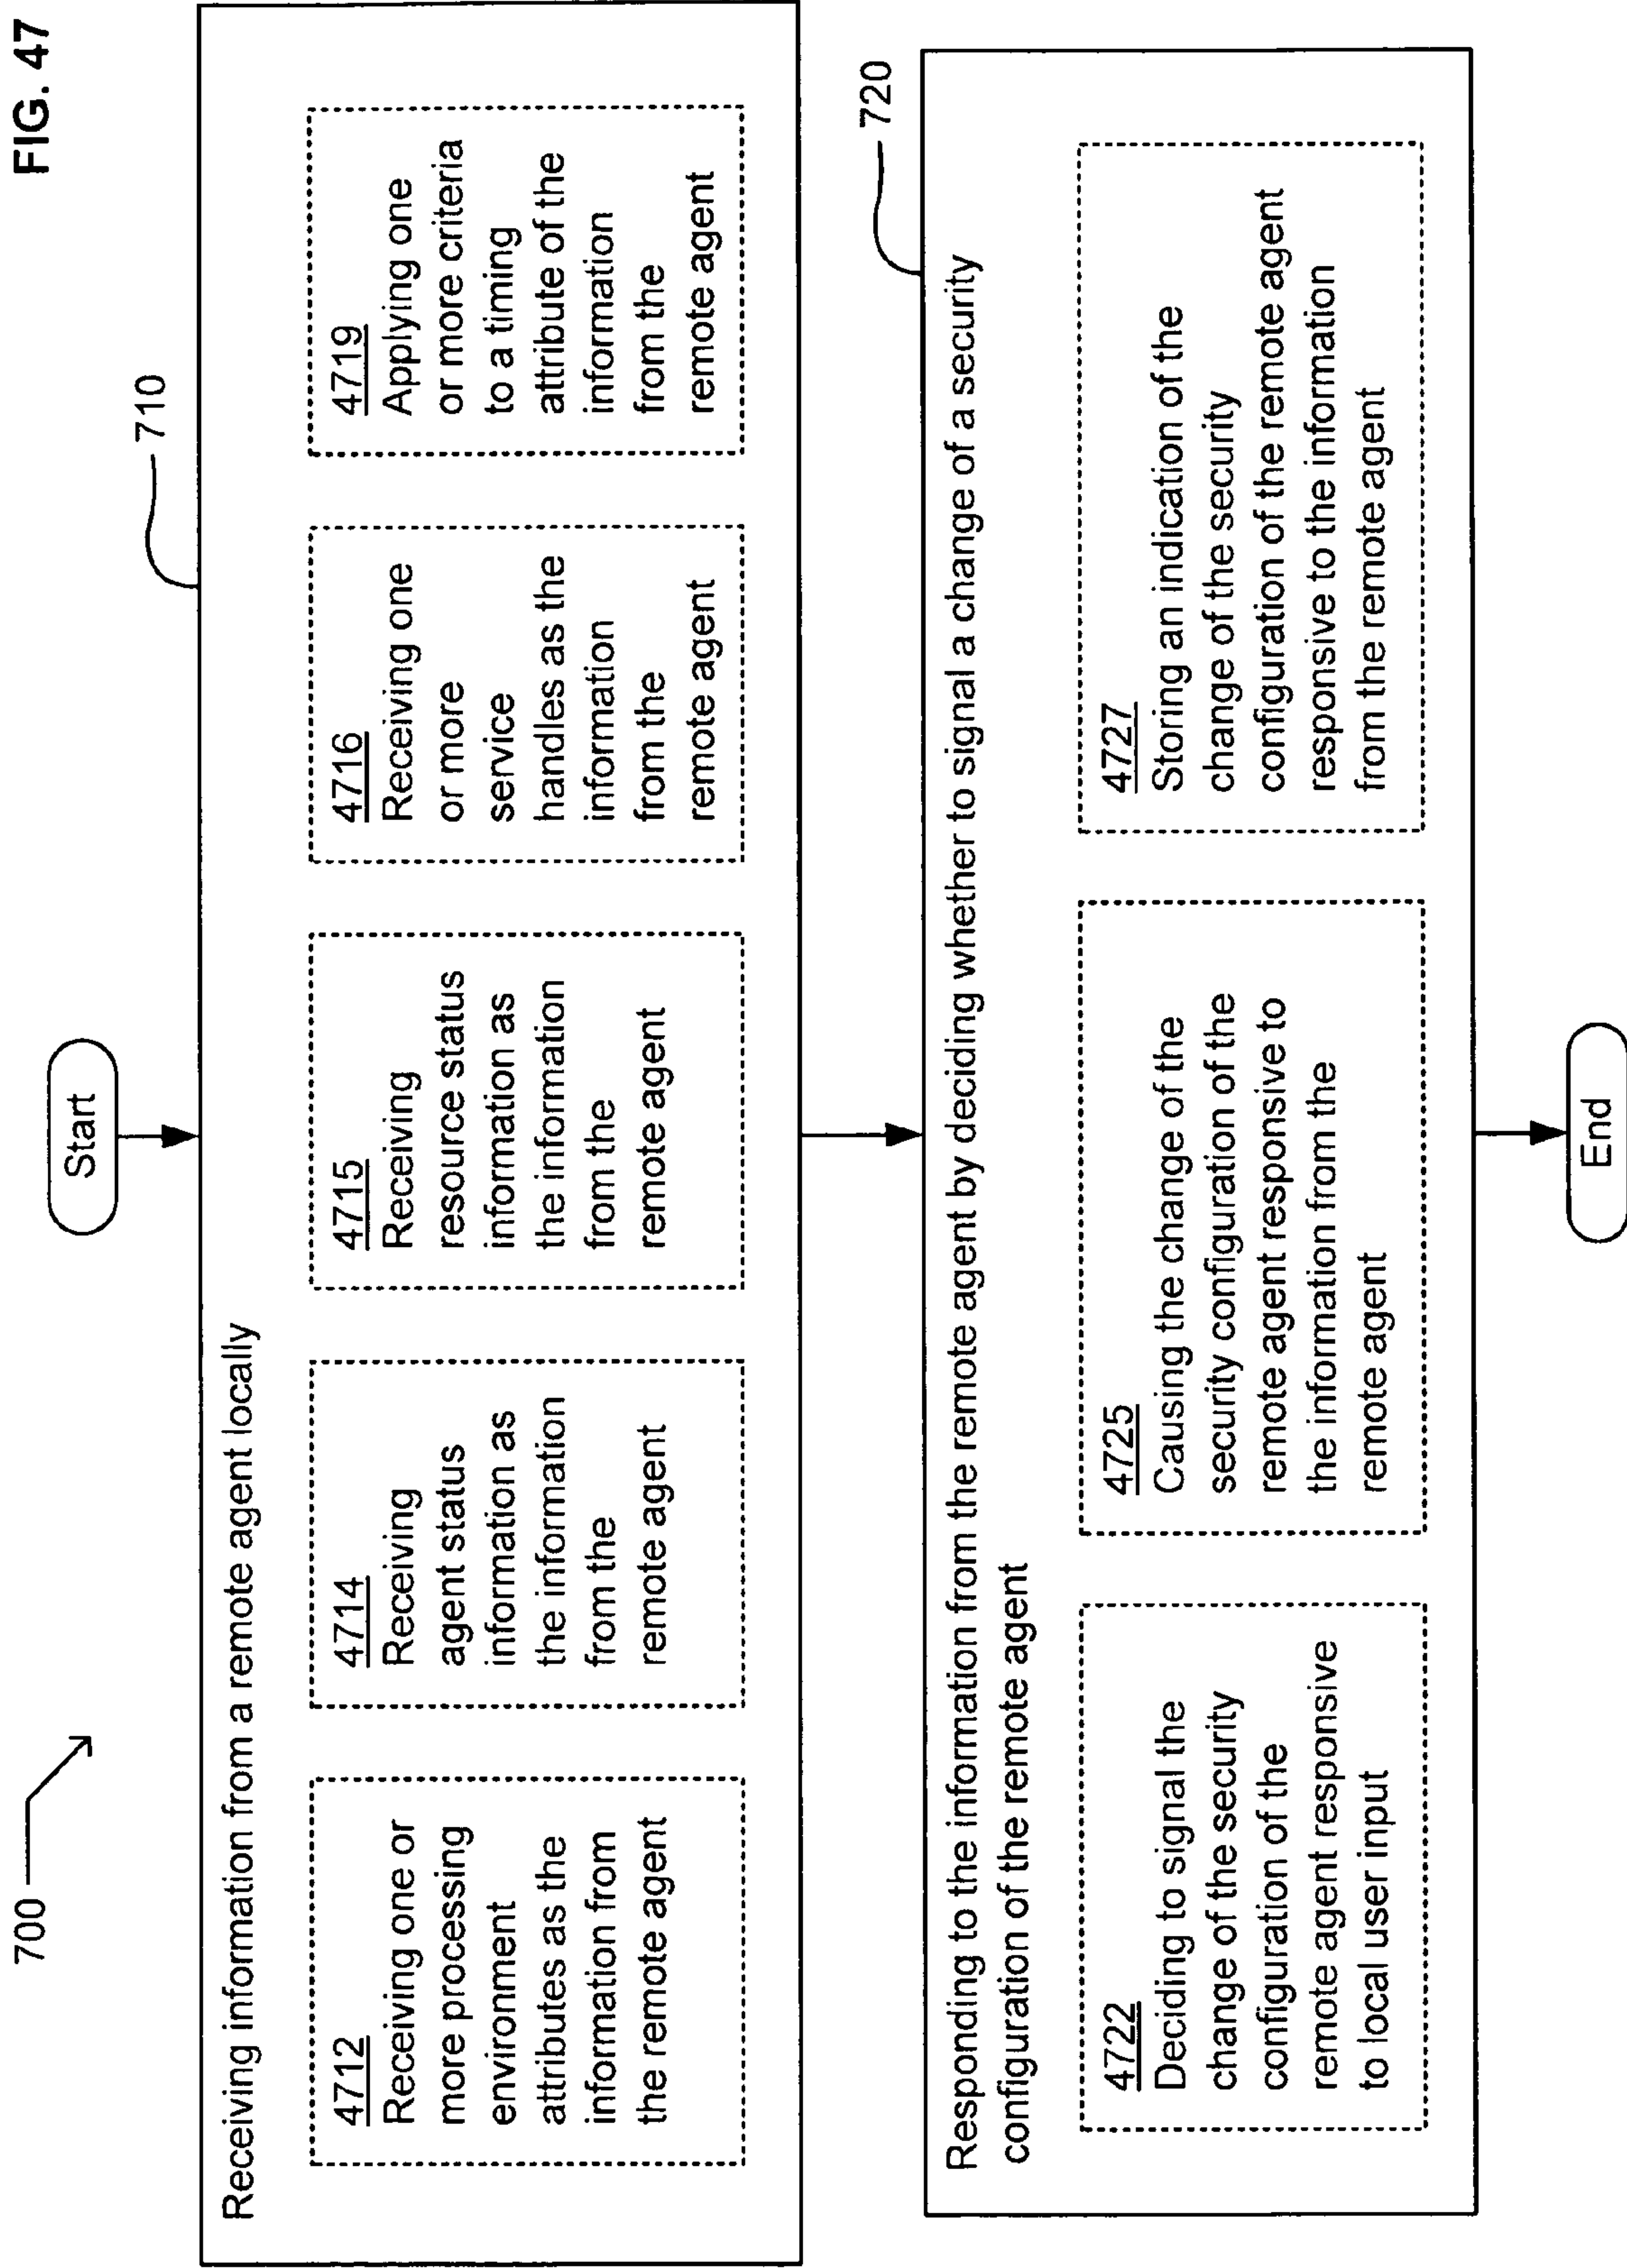 FIG. 47
700
Start
710
Receiving information from a remote agent locally
4712
Receiving one or
more processing
environment
attributes as the
information from
the remote agent
4714
Receiving
agent status
information as
the information
from the
remote agent
4715
Receiving
resource status
information as
the information
from the
remote agent
4716
Receiving one
or more
service
handles as the
information
from the
remote agent
4719
Applying one
or more criteria
to a timing
attribute of the
information
from the
remote agent
720
Responding to the information from the remote agent by deciding whether to signal a change of a security
configuration of the remote agent
4722
Deciding to signal the
change of the security
configuration of the
remote agent responsive
to local user input
4725
Causing the change of the
security configuration of the
remote agent responsive to
the information from the
remote agent
4727
Storing an indication of the
change of the security
configuration of the remote agent
responsive to the information
from the remote agent
End